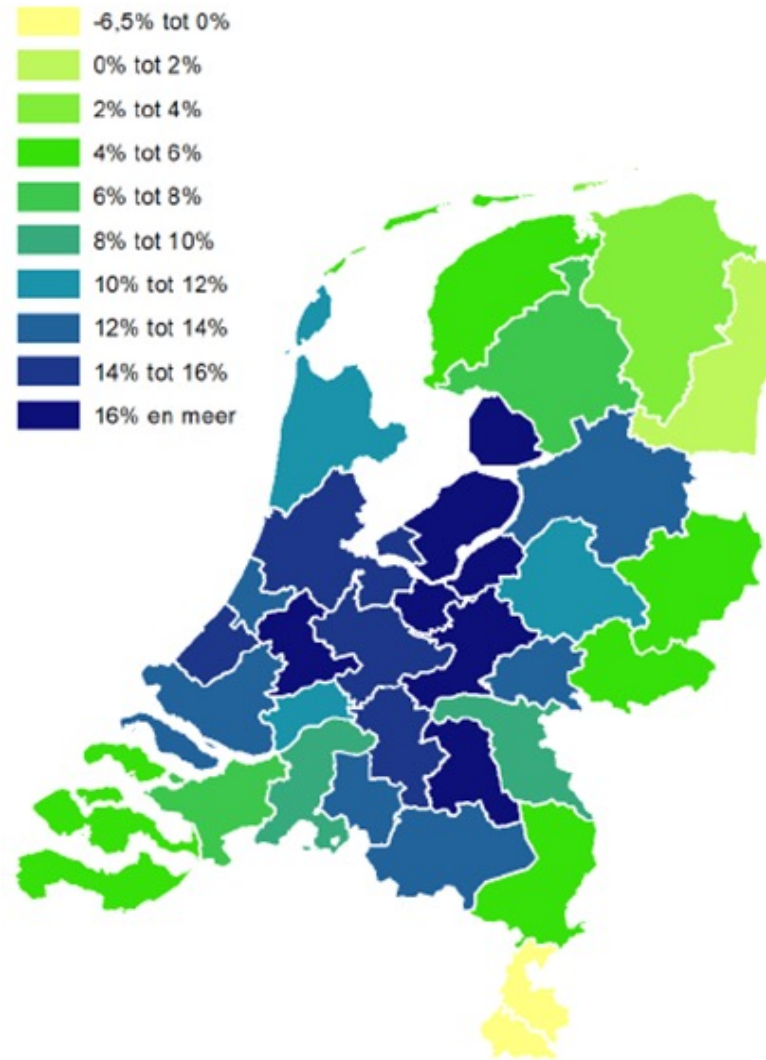 -6,5% tot 0%
0% tot 2%
2% tot 4%
4% tot 6%
6% tot 8%
8% tot 10%
10% tot 12%
12% tot 14%
14% tot 16%
16% en meer